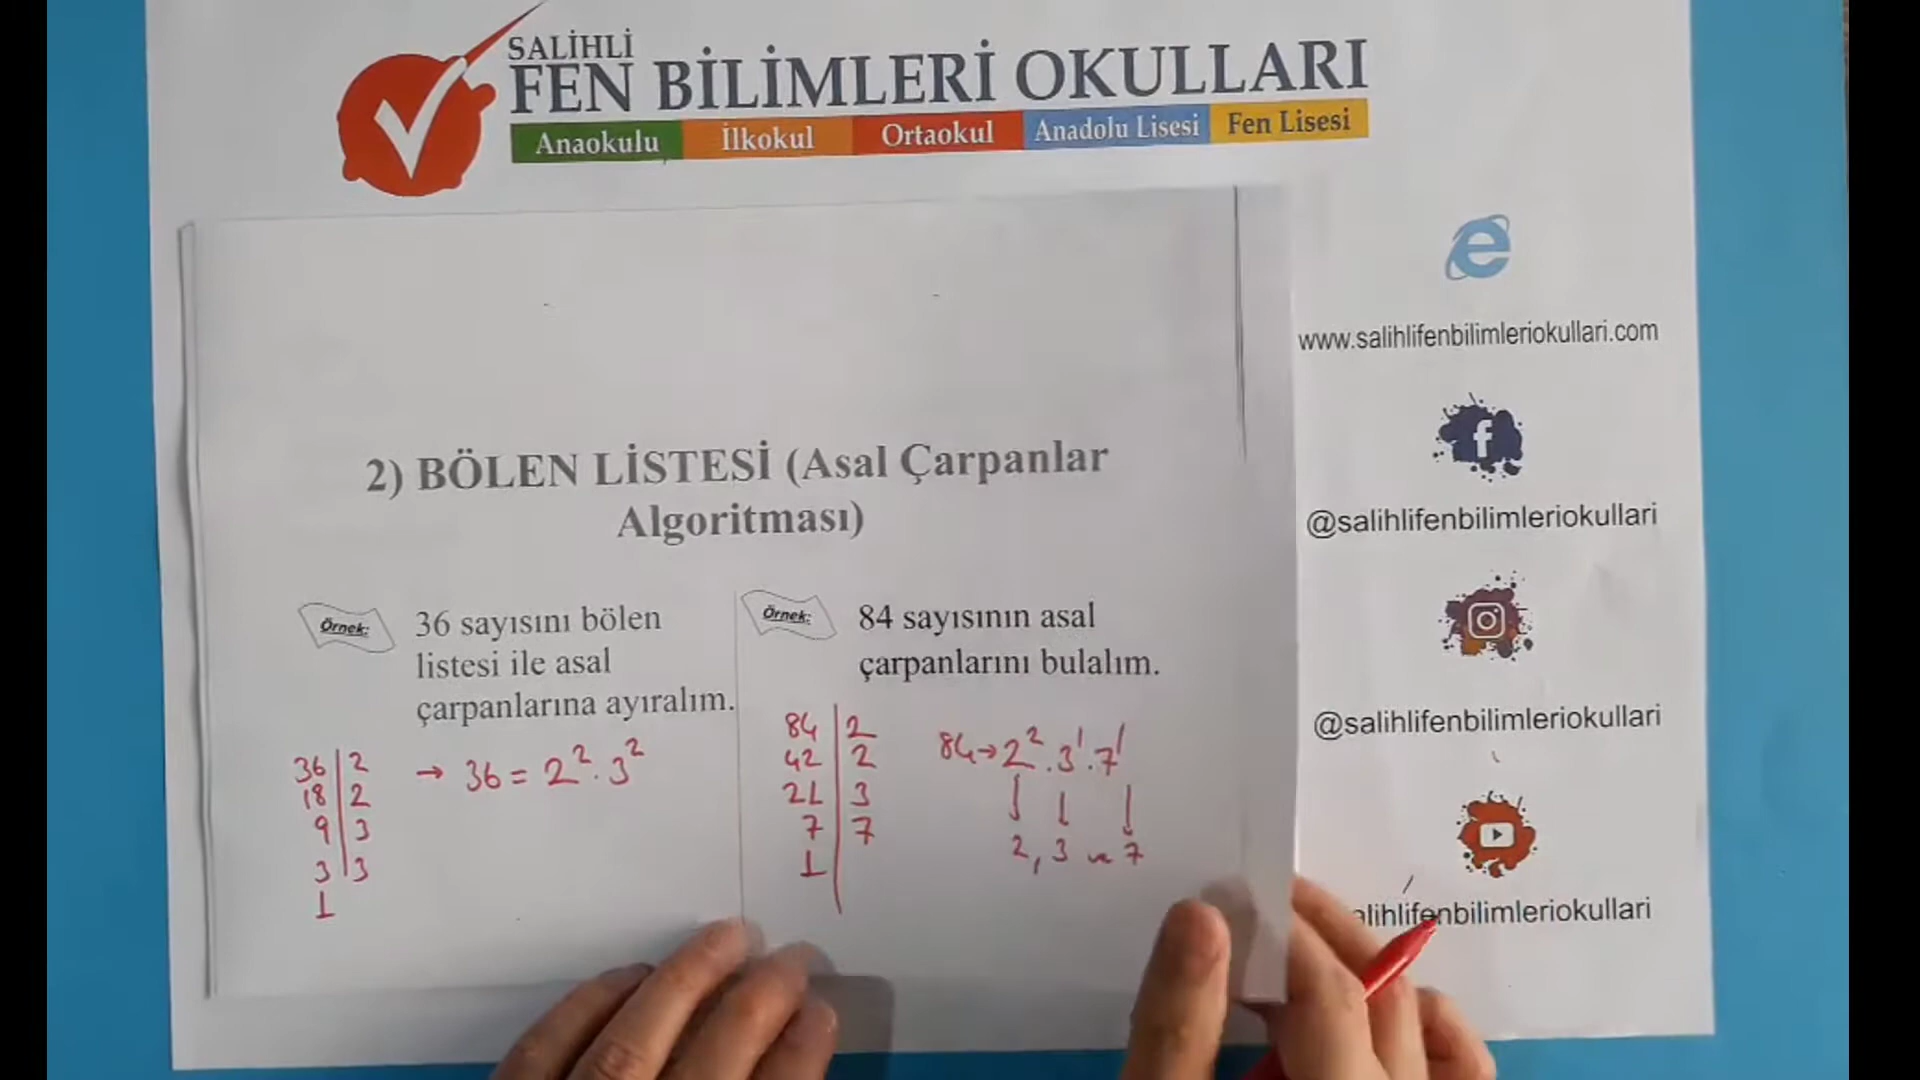 SALİHLİ
FEN BİLİMLERİ OKULLARI
Anaokulu İlkokul Ortaokul Anadolu Lisesi Fen Lisesi
www.salihlifenbilimleriokullari.com
@salihlifenbilimleriokullari
@salihlifenbilimleriokullari
alihlifenbilimleriokullari
2) BÖLEN LİSTESİ (Asal Çarpanlar
Algoritması)
Örnek: 36 sayısını bölen
listesi ile asal
çarpanlarına ayıralım.
36 | 2 → 36 = 2² . 3²
18 | 2
9 | 3
3 | 3
1
Örnek: 84 sayısının asal
çarpanlarını bulalım.
84 | 2 84 → 2² . 3¹ . 7¹
42 | 2
21 | 3
7 | 7
1
2, 3 ve 7